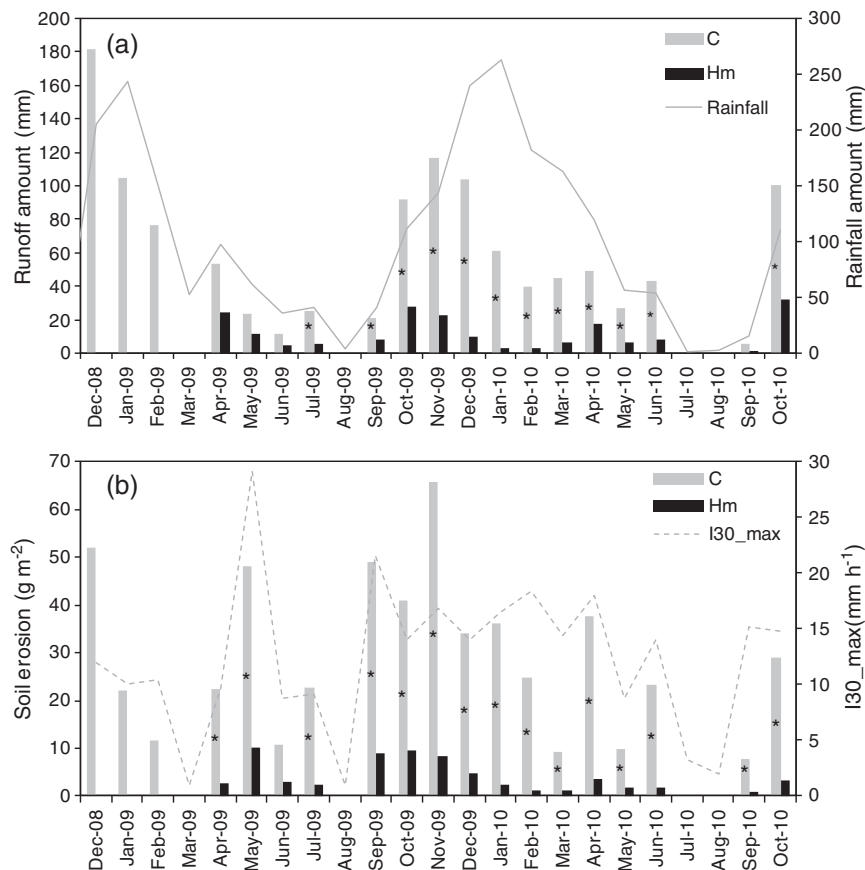 (a)
C
Hm
Rainfall
Runoff amount (mm)
200
180
160
140
120
100
80
60
40
20
0
Rainfall amount (mm)
300
250
200
150
100
50
0
* * * * * * * * * * * * *
Dec-08
Jan-09
Feb-09
Mar-09
Apr-09
May-09
Jun-09
Jul-09
Aug-09
Sep-09
Oct-09
Nov-09
Dec-09
Jan-10
Feb-10
Mar-10
Apr-10
May-10
Jun-10
Jul-10
Aug-10
Sep-10
Oct-10
(b)
C
Hm
I30_max
Soil erosion (g m-2)
70
60
50
40
30
20
10
0
I30_max(mm h-1)
30
25
20
15
10
5
0
* * * * * * * * * * * * * * *
Dec-08
Jan-09
Feb-09
Mar-09
Apr-09
May-09
Jun-09
Jul-09
Aug-09
Sep-09
Oct-09
Nov-09
Dec-09
Jan-10
Feb-10
Mar-10
Apr-10
May-10
Jun-10
Jul-10
Aug-10
Sep-10
Oct-10